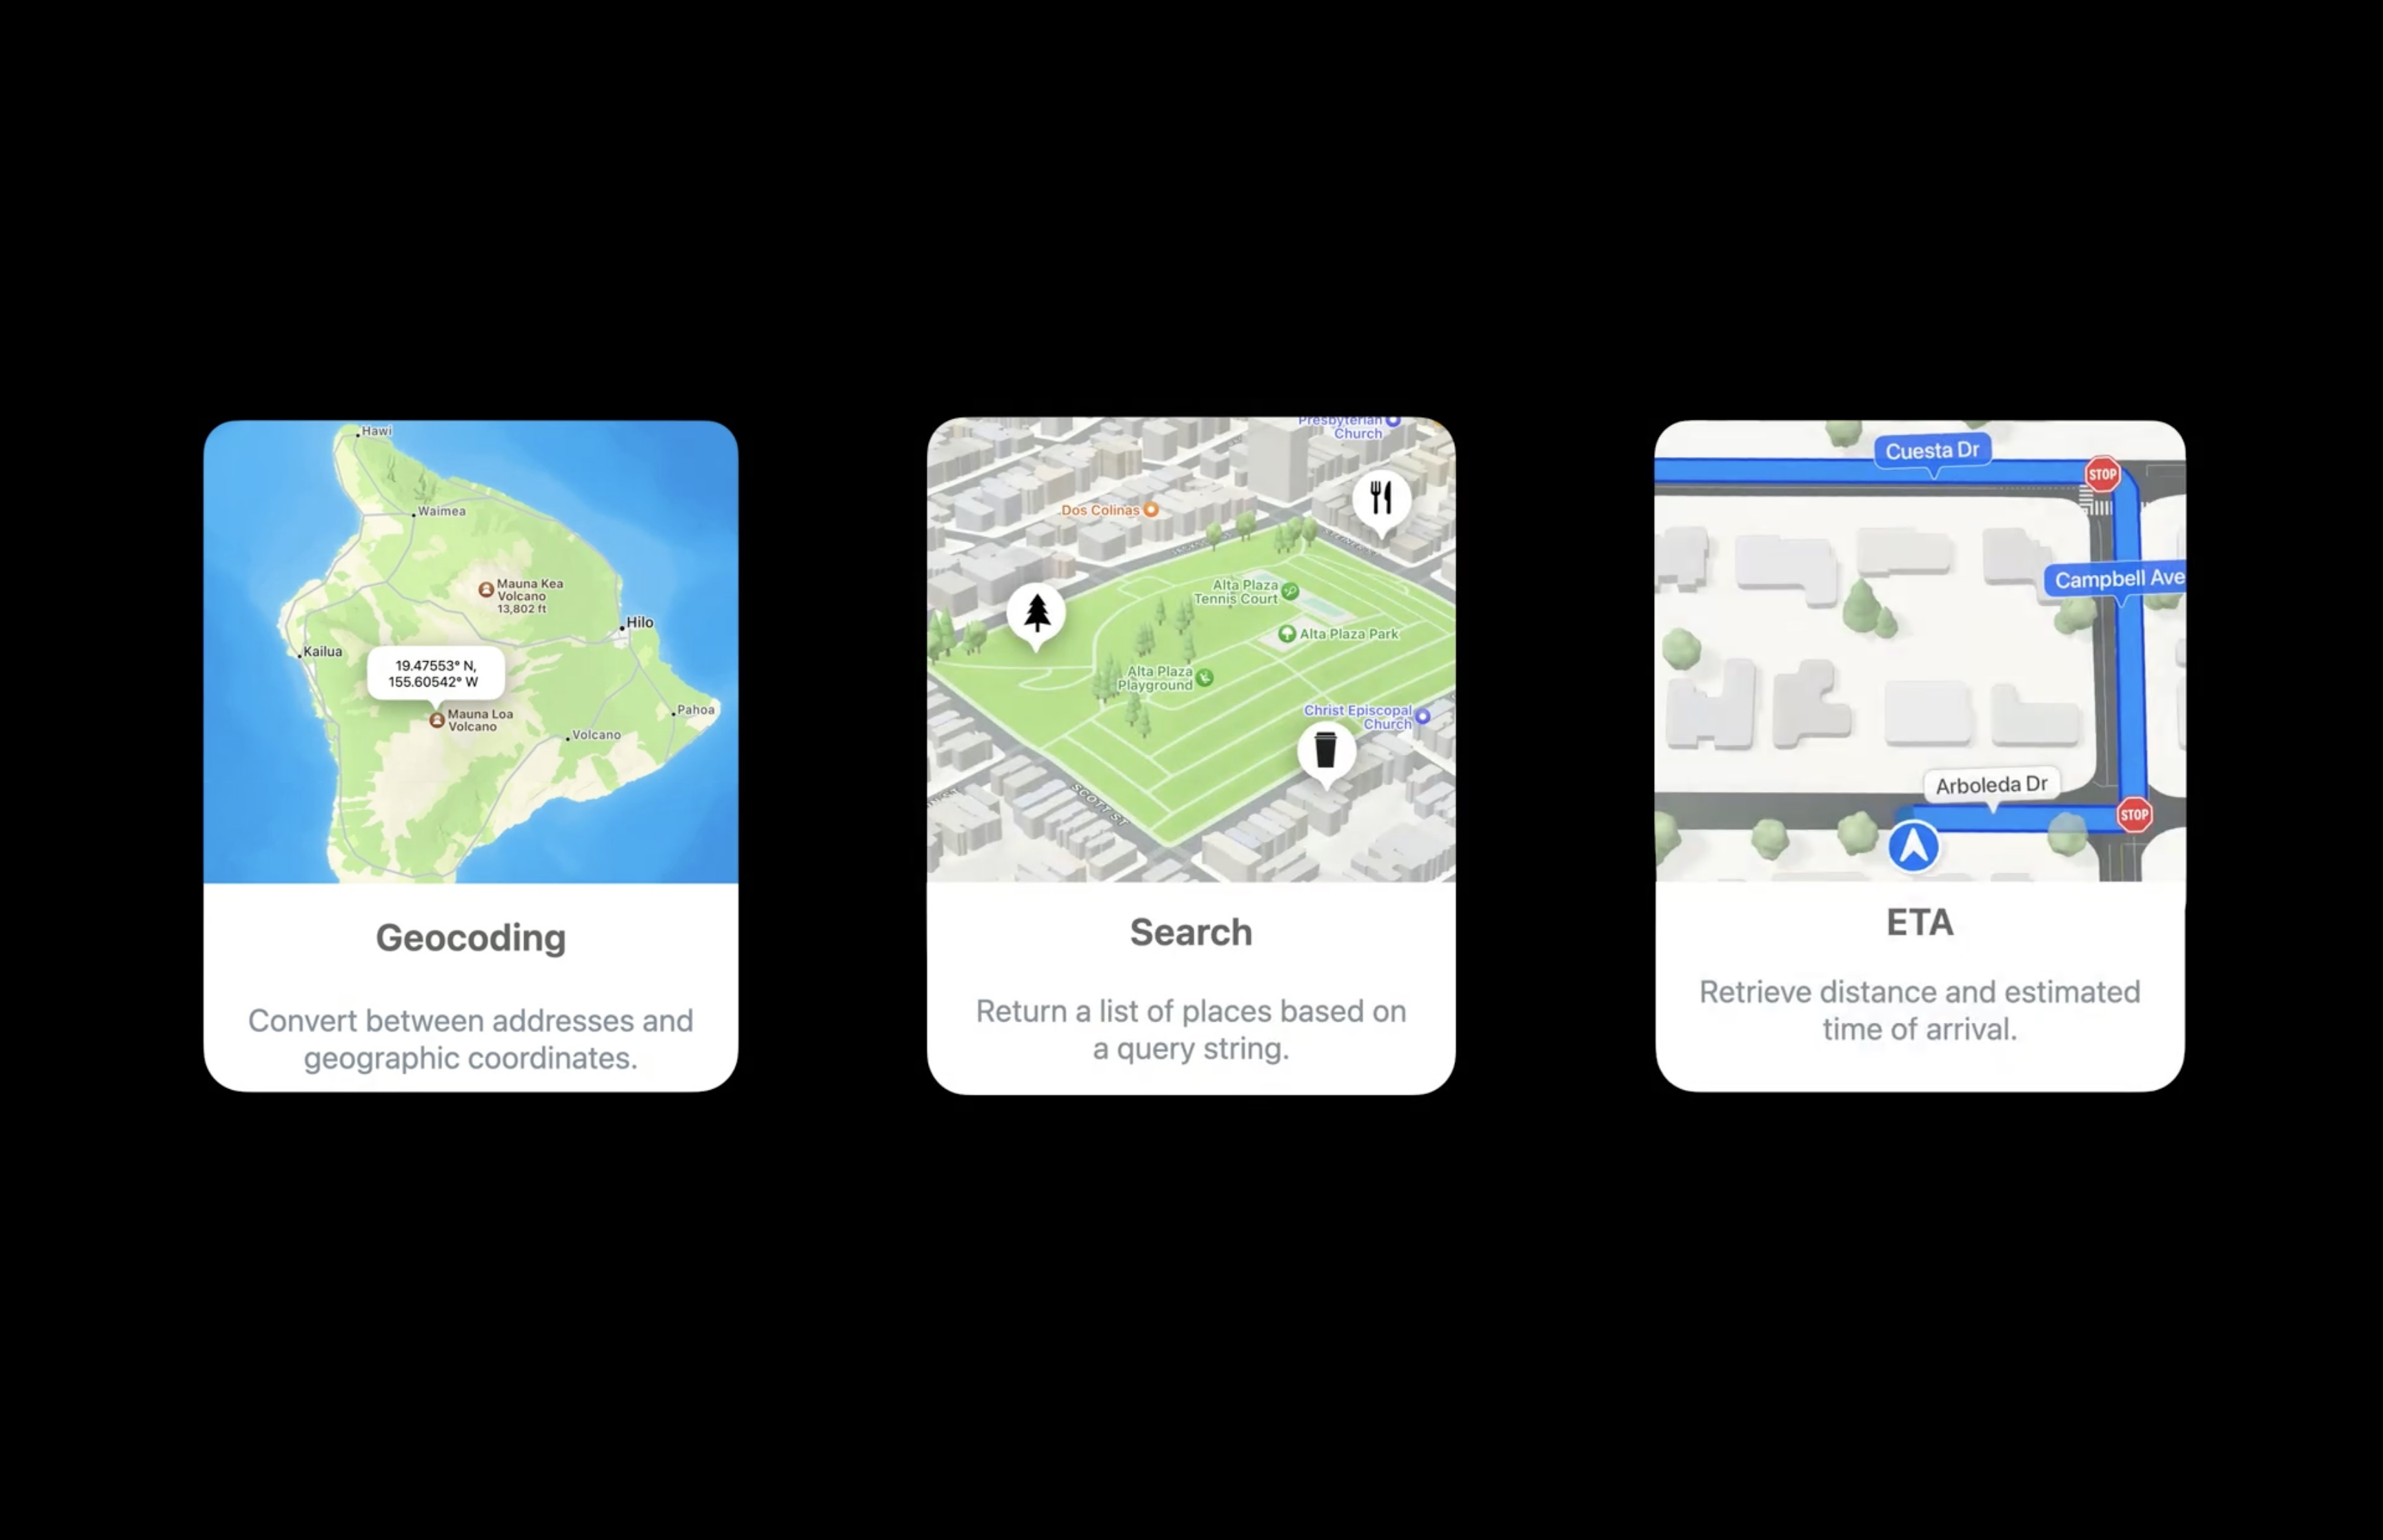 Hawi
Waimea
Mauna Kea
Volcano
13,802 ft
Hilo
Kailua
19.47553° N,
155.60542° W
Mauna Loa
Volcano
Pahoa
Volcano
Geocoding
Convert between addresses and
geographic coordinates.
Presbyterian
Church
Dos Colinas
Alta Plaza
Tennis Court
Alta Plaza Park
Alta Plaza
Playground
Christ Episcopal
Church
SCOTT ST
Search
Return a list of places based on
a query string.
Cuesta Dr
STOP
Campbell Ave
Arboleda Dr
STOP
ETA
Retrieve distance and estimated
time of arrival.